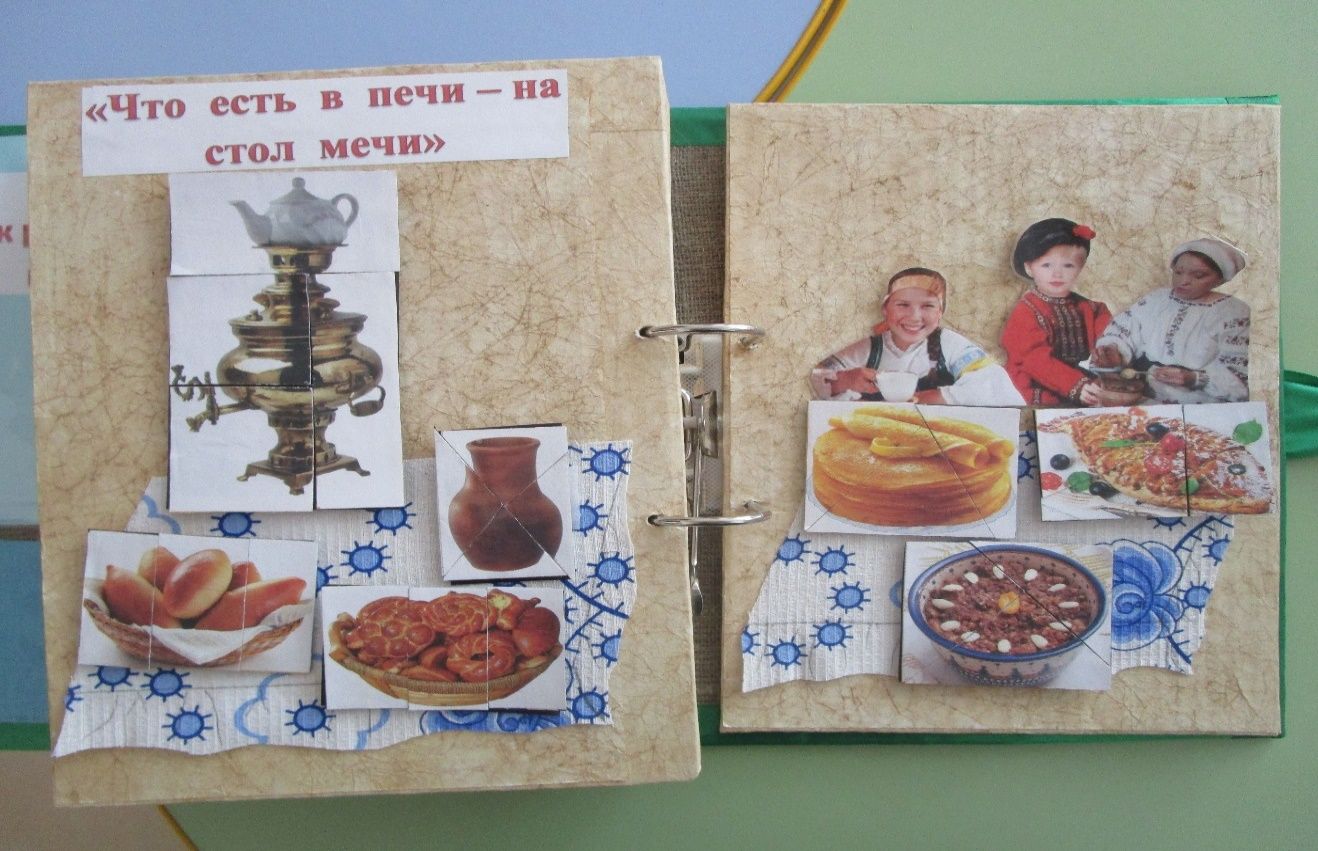 «Что есть в печи – на
стол мечи»